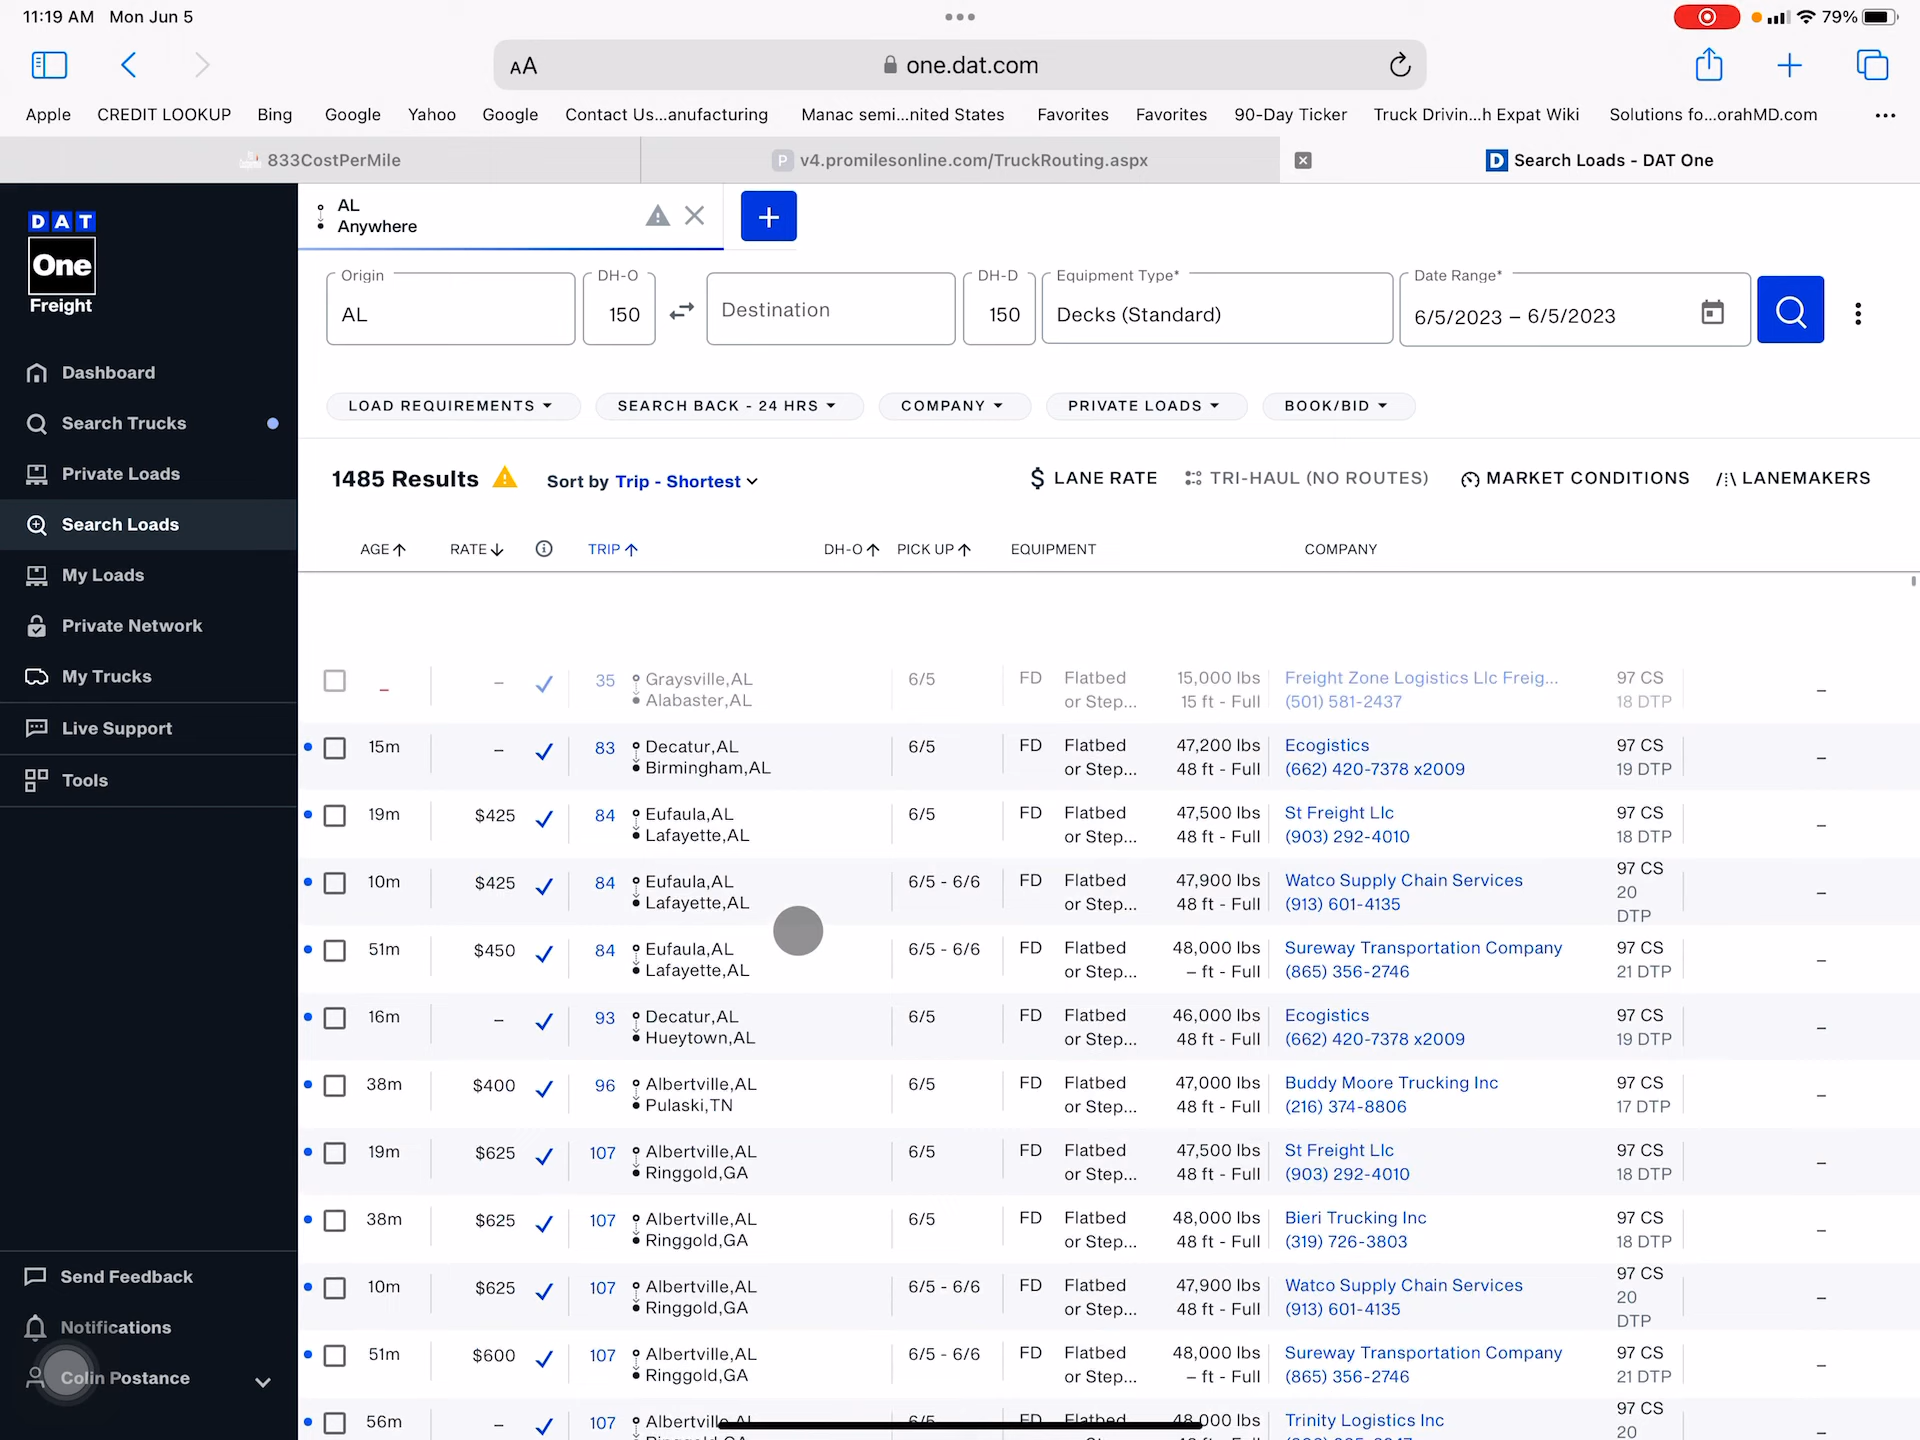 11:19 AM Mon Jun 5
79%
AA
one.dat.com
Apple CREDIT LOOKUP Bing Google Yahoo Google Contact Us...anufacturing Manac semi...nited States Favorites Favorites 90-Day Ticker Truck Drivin...h Expat Wiki Solutions fo...orahMD.com
833CostPerMile
P v4.promilesonline.com/TruckRouting.aspx
D Search Loads - DAT One
DAT
One
Freight
Dashboard
Search Trucks
Private Loads
Search Loads
My Loads
Private Network
My Trucks
Live Support
Tools
Send Feedback
Notifications
Colin Postance
AL
Anywhere
+
Origin
AL
DH-O
150
Destination
DH-D
150
Equipment Type*
Decks (Standard)
Date Range*
6/5/2023 – 6/5/2023
LOAD REQUIREMENTS
SEARCH BACK - 24 HRS
COMPANY
PRIVATE LOADS
BOOK/BID
1485 Results
Sort by Trip - Shortest
$ LANE RATE
TRI-HAUL (NO ROUTES)
MARKET CONDITIONS
LANEMAKERS
AGE RATE TRIP DH-O PICK UP EQUIPMENT COMPANY
– – 35 Graysville,AL 6/5 FD Flatbed 15,000 lbs Freight Zone Logistics Llc Freig... 97 CS –
Alabaster,AL or Step... 15 ft - Full (501) 581-2437 18 DTP
15m – 83 Decatur,AL 6/5 FD Flatbed 47,200 lbs Ecogistics 97 CS –
Birmingham,AL or Step... 48 ft - Full (662) 420-7378 x2009 19 DTP
19m $425 84 Eufaula,AL 6/5 FD Flatbed 47,500 lbs St Freight Llc 97 CS –
Lafayette,AL or Step... 48 ft - Full (903) 292-4010 18 DTP
10m $425 84 Eufaula,AL 6/5 - 6/6 FD Flatbed 47,900 lbs Watco Supply Chain Services 97 CS –
Lafayette,AL or Step... 48 ft - Full (913) 601-4135 20
DTP
51m $450 84 Eufaula,AL 6/5 - 6/6 FD Flatbed 48,000 lbs Sureway Transportation Company 97 CS –
Lafayette,AL or Step... – ft - Full (865) 356-2746 21 DTP
16m – 93 Decatur,AL 6/5 FD Flatbed 46,000 lbs Ecogistics 97 CS –
Hueytown,AL or Step... 48 ft - Full (662) 420-7378 x2009 19 DTP
38m $400 96 Albertville,AL 6/5 FD Flatbed 47,000 lbs Buddy Moore Trucking Inc 97 CS –
Pulaski,TN or Step... 48 ft - Full (216) 374-8806 17 DTP
19m $625 107 Albertville,AL 6/5 FD Flatbed 47,500 lbs St Freight Llc 97 CS –
Ringgold,GA or Step... 48 ft - Full (903) 292-4010 18 DTP
38m $625 107 Albertville,AL 6/5 FD Flatbed 48,000 lbs Bieri Trucking Inc 97 CS –
Ringgold,GA or Step... 48 ft - Full (319) 726-3803 18 DTP
10m $625 107 Albertville,AL 6/5 - 6/6 FD Flatbed 47,900 lbs Watco Supply Chain Services 97 CS –
Ringgold,GA or Step... 48 ft - Full (913) 601-4135 20
DTP
51m $600 107 Albertville,AL 6/5 - 6/6 FD Flatbed 48,000 lbs Sureway Transportation Company 97 CS –
Ringgold,GA or Step... – ft - Full (865) 356-2746 21 DTP
56m – 107 Albertville,AL 6/5 FD Flatbed 48,000 lbs Trinity Logistics Inc 97 CS –
20